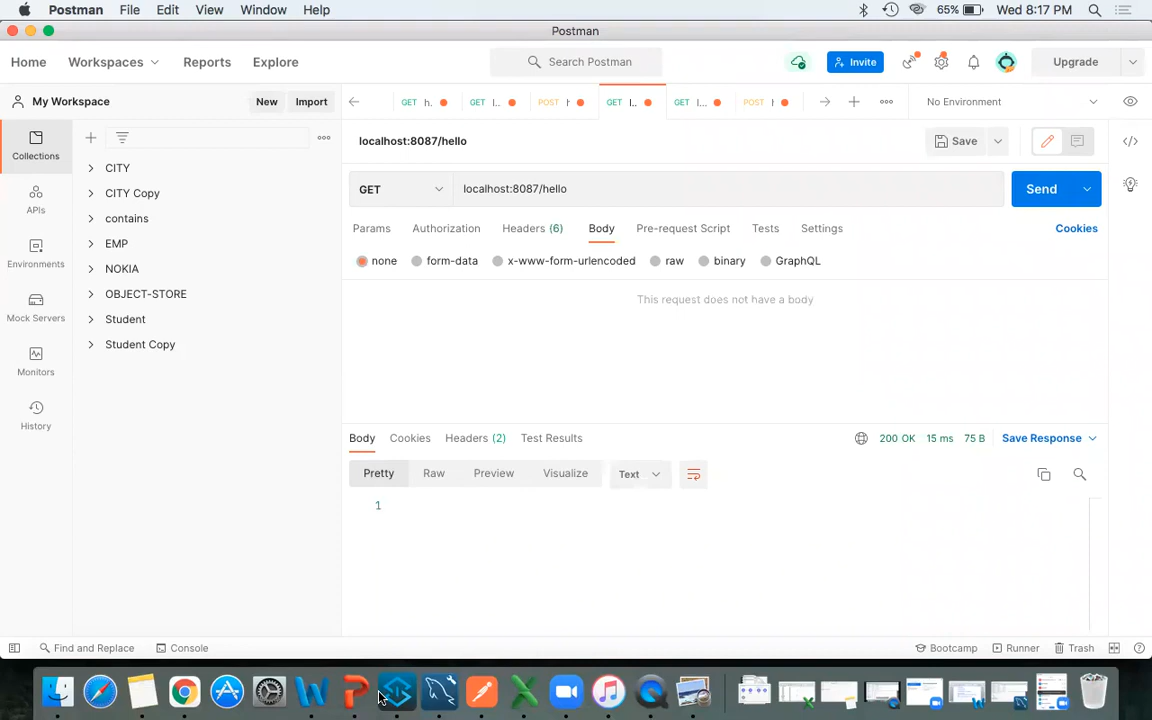 Postman File Edit View Window Help 65% Wed 8:17 PM
Postman
Home Workspaces Reports Explore Search Postman Invite Upgrade
My Workspace New Import GET h. GET l.. POST h GET l.. GET l... POST h No Environment
Collections
APIs
Environments
Mock Servers
Monitors
History
CITY
CITY Copy
contains
EMP
NOKIA
OBJECT-STORE
Student
Student Copy
localhost:8087/hello Save
GET localhost:8087/hello Send
Params Authorization Headers (6) Body Pre-request Script Tests Settings Cookies
none form-data x-www-form-urlencoded raw binary GraphQL
This request does not have a body
Body Cookies Headers (2) Test Results 200 OK 15 ms 75 B Save Response
Pretty Raw Preview Visualize Text
1
Find and Replace Console Bootcamp Runner Trash